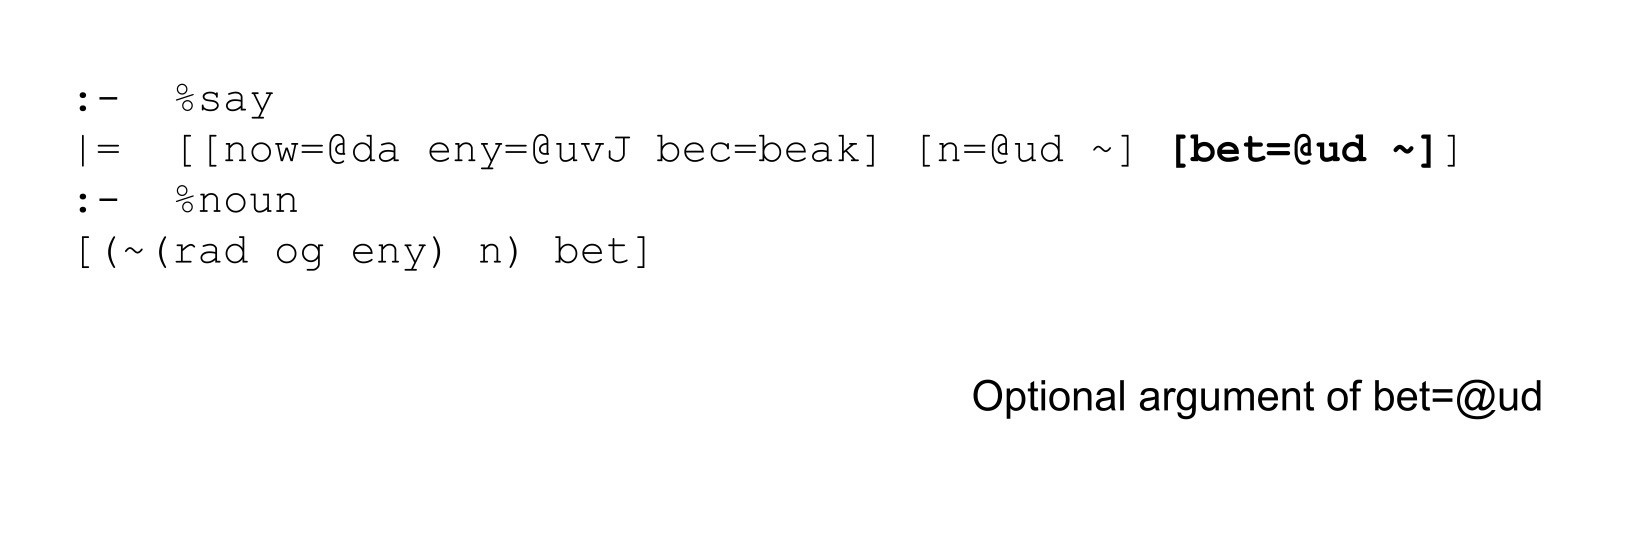 :-  %say
|=  [[now=@da eny=@uvJ bec=beak] [n=@ud ~] [bet=@ud ~]]
:-  %noun
[(~(rad og eny) n) bet]
Optional argument of bet=@ud